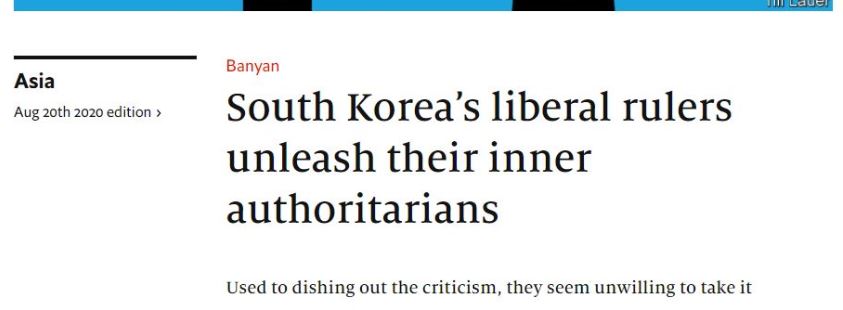 Till Lauer
Asia
Aug 20th 2020 edition ›
Banyan
South Korea’s liberal rulers
unleash their inner
authoritarians
Used to dishing out the criticism, they seem unwilling to take it